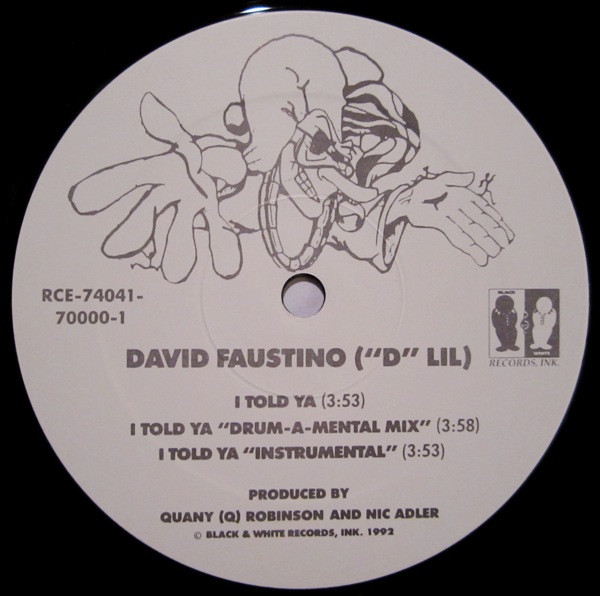 RCE-74041-
70000-1
BLACK
&
WHITE
RECORDS, INK.
DAVID FAUSTINO ("D" LIL)
I TOLD YA (3:53)
I TOLD YA "DRUM-A-MENTAL MIX" (3:58)
I TOLD YA "INSTRUMENTAL" (3:53)
PRODUCED BY
QUANY (Q) ROBINSON AND NIC ADLER
© BLACK & WHITE RECORDS, INK. 1992